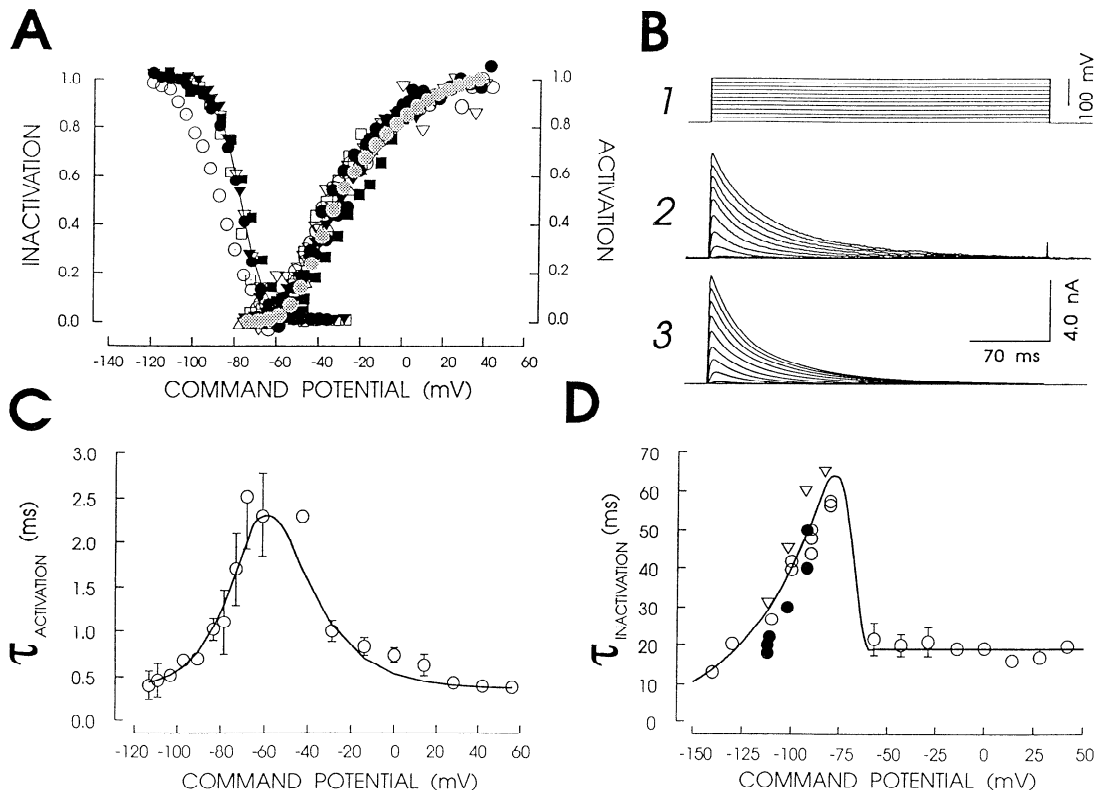 A
1.0
0.8
0.6
0.4
0.2
0.0
INACTIVATION
1.0
0.8
0.6
0.4
0.2
0.0
ACTIVATION
-140 -120 -100 -80 -60 -40 -20 0 20 40 60
COMMAND POTENTIAL (mV)
B
1
100 mV
2
3
4.0 nA
70 ms
C
3.0
2.5
2.0
1.5
1.0
0.5
0.0
τ ACTIVATION (ms)
-120 -100 -80 -60 -40 -20 0 20 40 60
COMMAND POTENTIAL (mV)
D
70
60
50
40
30
20
10
0
τ INACTIVATION (ms)
-150 -125 -100 -75 -50 -25 0 25 50
COMMAND POTENTIAL (mV)